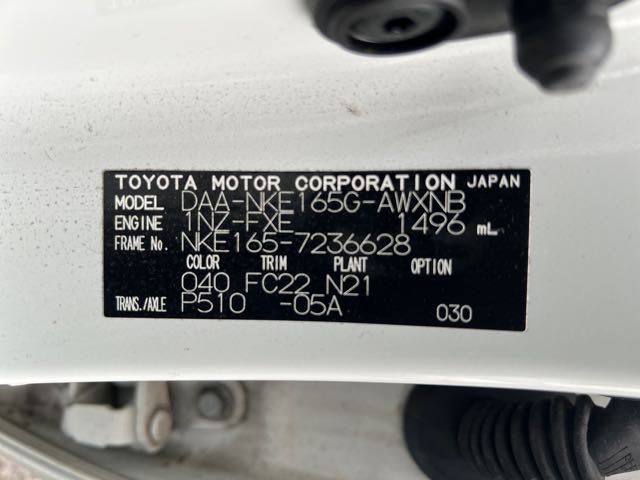 TOYOTA MOTOR CORPORATION JAPAN
MODEL DAA-NKE165G-AWXNB
ENGINE 1NZ-FXE 1496 mL
FRAME No. NKE165-7236628
COLOR TRIM PLANT OPTION
040 FC22 N21
TRANS./AXLE P510 -05A 030